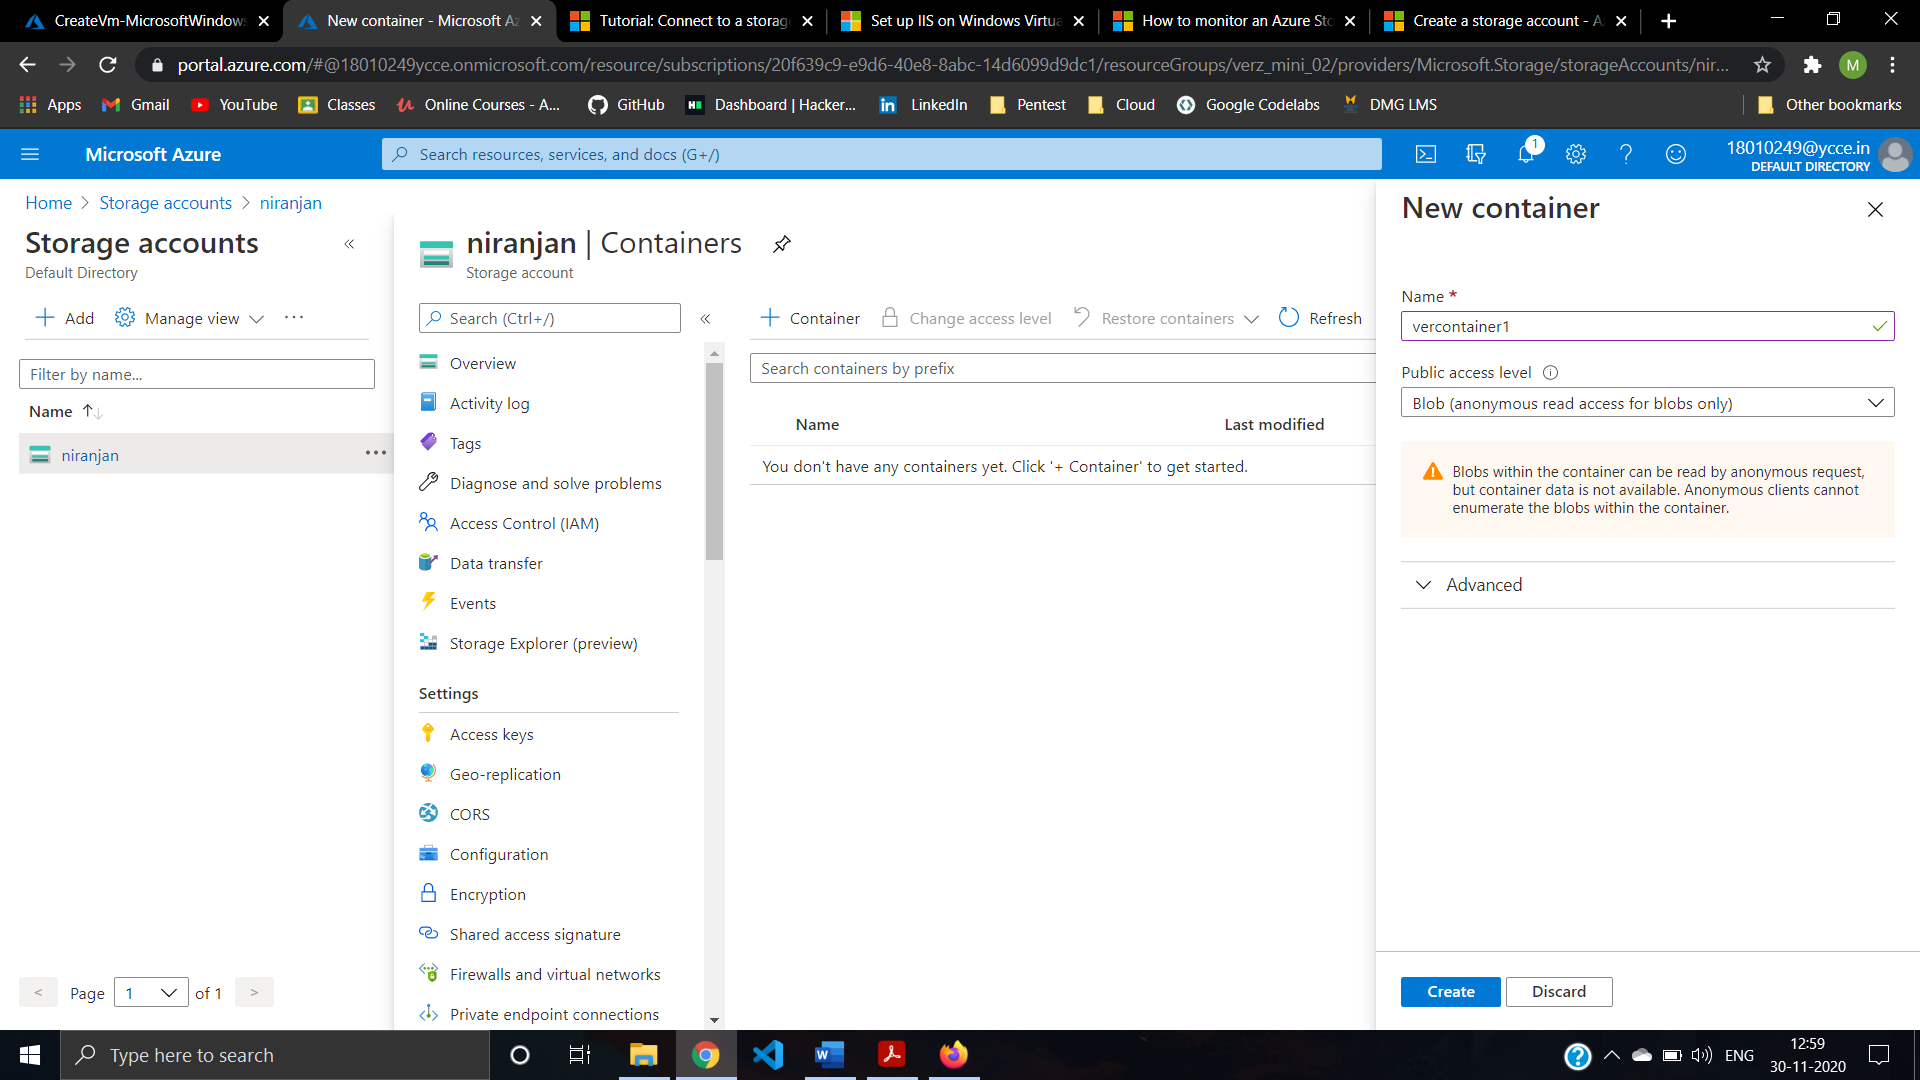 CreateVm-MicrosoftWindows
New container - Microsoft Az
Tutorial: Connect to a storage
Set up IIS on Windows Virtua
How to monitor an Azure Sto
Create a storage account - A
portal.azure.com/#@18010249ycce.onmicrosoft.com/resource/subscriptions/20f639c9-e9d6-40e8-8abc-14d6099d9dc1/resourceGroups/verz_mini_02/providers/Microsoft.Storage/storageAccounts/nir...
M
Apps
Gmail
YouTube
Classes
Online Courses - A...
GitHub
Dashboard | Hacker...
LinkedIn
Pentest
Cloud
Google Codelabs
DMG LMS
Other bookmarks
Microsoft Azure
Search resources, services, and docs (G+/)
1
18010249@ycce.in
DEFAULT DIRECTORY
Home > Storage accounts > niranjan
Storage accounts
Default Directory
Add
Manage view
Filter by name...
Name
niranjan
< Page 1 of 1 >
niranjan | Containers
Storage account
Search (Ctrl+/)
Overview
Activity log
Tags
Diagnose and solve problems
Access Control (IAM)
Data transfer
Events
Storage Explorer (preview)
Settings
Access keys
Geo-replication
CORS
Configuration
Encryption
Shared access signature
Firewalls and virtual networks
Private endpoint connections
Container
Change access level
Restore containers
Refresh
Search containers by prefix
Name
Last modified
You don't have any containers yet. Click '+ Container' to get started.
New container
Name *
vercontainer1
Public access level
Blob (anonymous read access for blobs only)
Blobs within the container can be read by anonymous request,
but container data is not available. Anonymous clients cannot
enumerate the blobs within the container.
Advanced
Create
Discard
Type here to search
ENG
12:59
30-11-2020